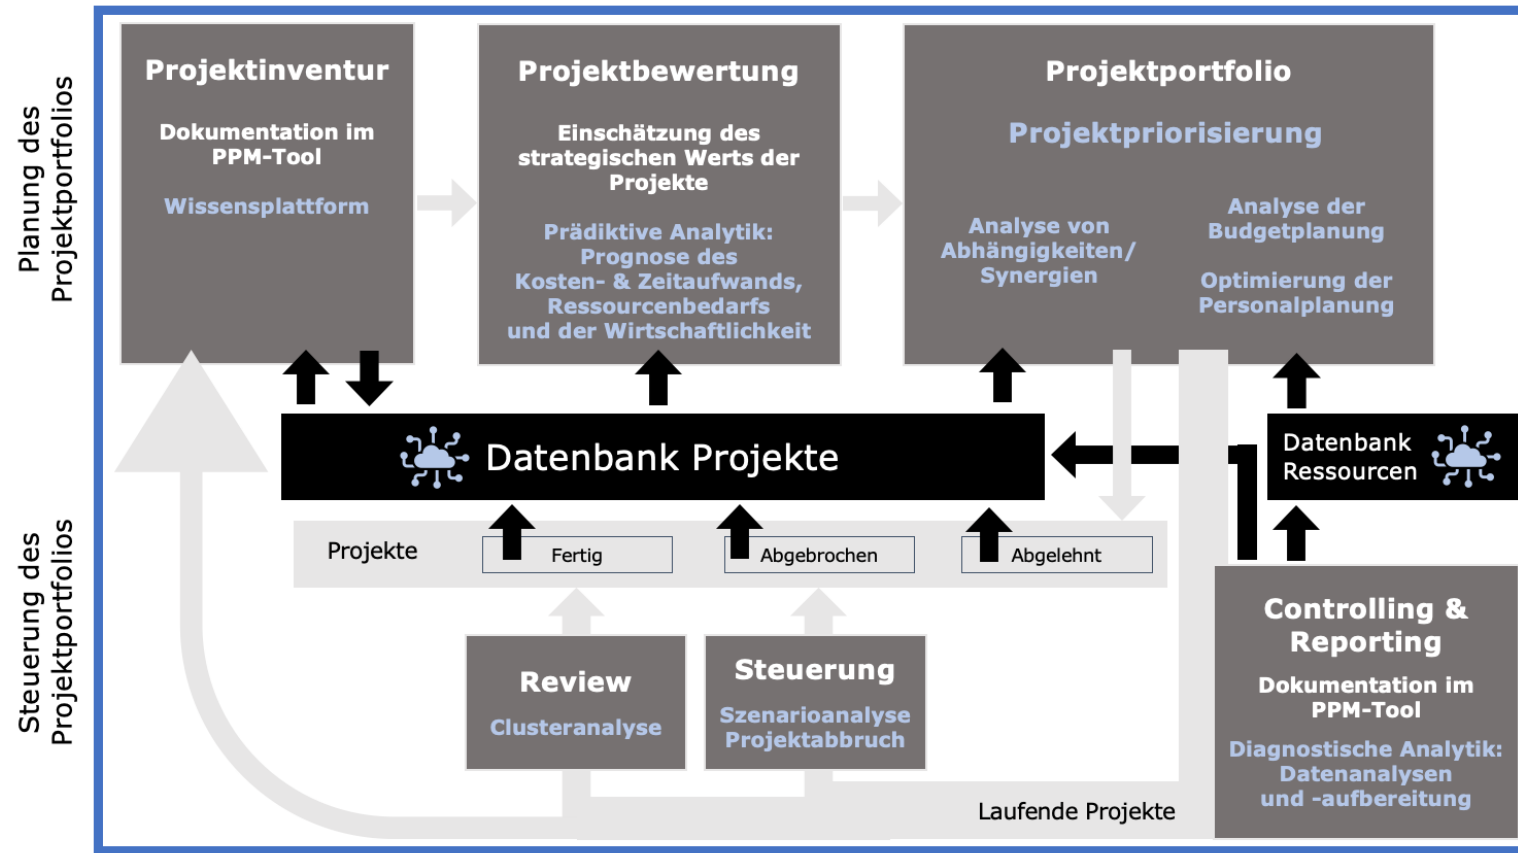 Planung des
Projektportfolios
Projektinventur
Dokumentation im
PPM-Tool
Wissensplattform
Projektbewertung
Einschätzung des
strategischen Werts der
Projekte
Prädiktive Analytik:
Prognose des
Kosten- & Zeitaufwands,
Ressourcenbedarfs
und der Wirtschaftlichkeit
Projektportfolio
Projektpriorisierung
Analyse von
Abhängigkeiten/
Synergien
Analyse der
Budgetplanung
Optimierung der
Personalplanung
Datenbank Projekte
Datenbank
Ressourcen
Steuerung des
Projektportfolios
Projekte
Fertig
Abgebrochen
Abgelehnt
Review
Clusteranalyse
Steuerung
Szenarioanalyse
Projektabbruch
Controlling &
Reporting
Dokumentation im
PPM-Tool
Diagnostische Analytik:
Datenanalysen
und -aufbereitung
Laufende Projekte